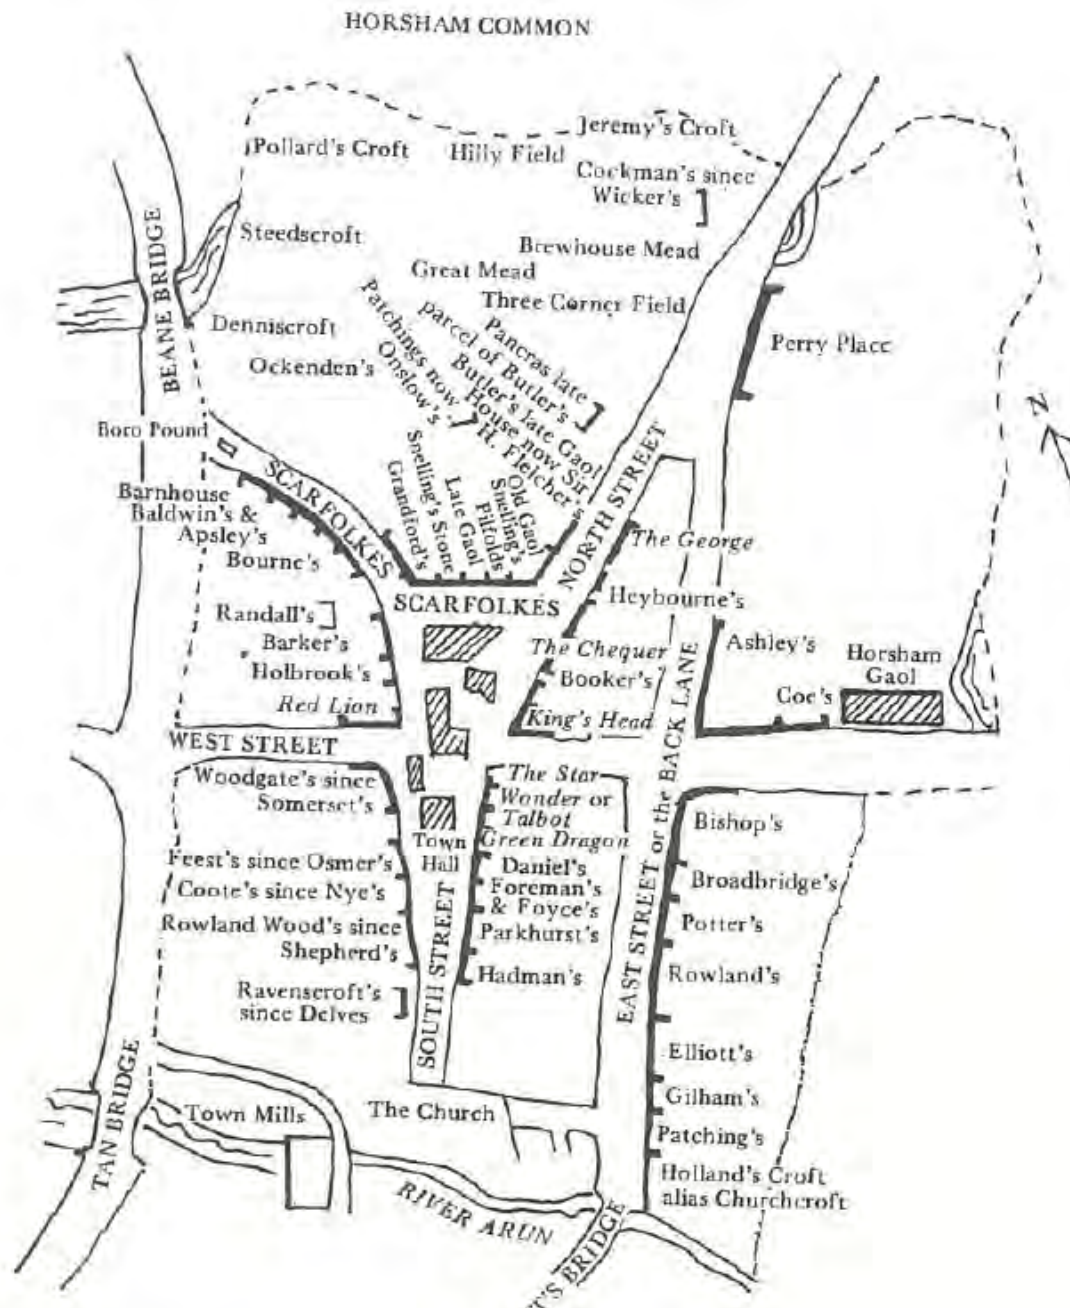 HORSHAM COMMON
Jeremy's Croft
Pollard's Croft
Hilly Field
Cockman's since
Wicker's
Steedscroft
Brewhouse Mead
Great Mead
Three Corner Field
BEANE BRIDGE
Denniscroft
Ockenden's
Perry Place
Pancras late
parcel of Butler's
Butler's late Gaol
House now Sir
H. Fletcher's
Patchings now
Onslow's
N
Boro Pound
SCARFOLKES
Barnhouse
Baldwin's &
Apsley's
Bourne's
Grandford's
Snelling's Stone
Late Gaol
Pilfolds
Snelling's
Old Gaol
NORTH STREET
The George
SCARFOLKES
Heybourne's
Randall's
Barker's
Holbrook's
Red Lion
The Chequer
Booker's
King's Head
Ashley's
Horsham
Gaol
Coe's
WEST STREET
Woodgate's since
Somerset's
The Star
Wonder or
Talbot
Green Dragon
Town
Hall
Daniel's
Foreman's
& Foyce's
Parkhurst's
Hadman's
Feest's since Osmer's
Coote's since Nye's
Rowland Wood's since
Shepherd's
Ravenscroft's
since Delves
SOUTH STREET
EAST STREET or the BACK LANE
Bishop's
Broadbridge's
Potter's
Rowland's
Elliott's
Gilham's
Patching's
Holland's Croft
alias Churchcroft
TAN BRIDGE
Town Mills
The Church
RIVER ARUN
T'S BRIDGE